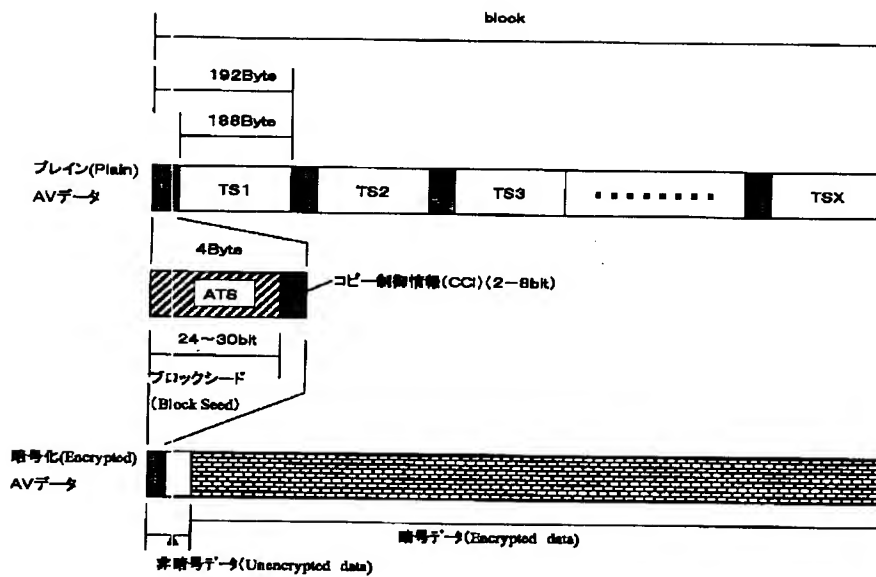 block
192Byte
188Byte
プレイン(Plain)
AVデータ
TS1
TS2
TS3
TSX
4Byte
ATS
コピー制御情報(CCI)(2-8bit)
24～30bit
ブロックシード
(Block Seed)
暗号化(Encrypted)
AVデータ
暗号データ(Encrypted data)
非暗号データ(Unencrypted data)